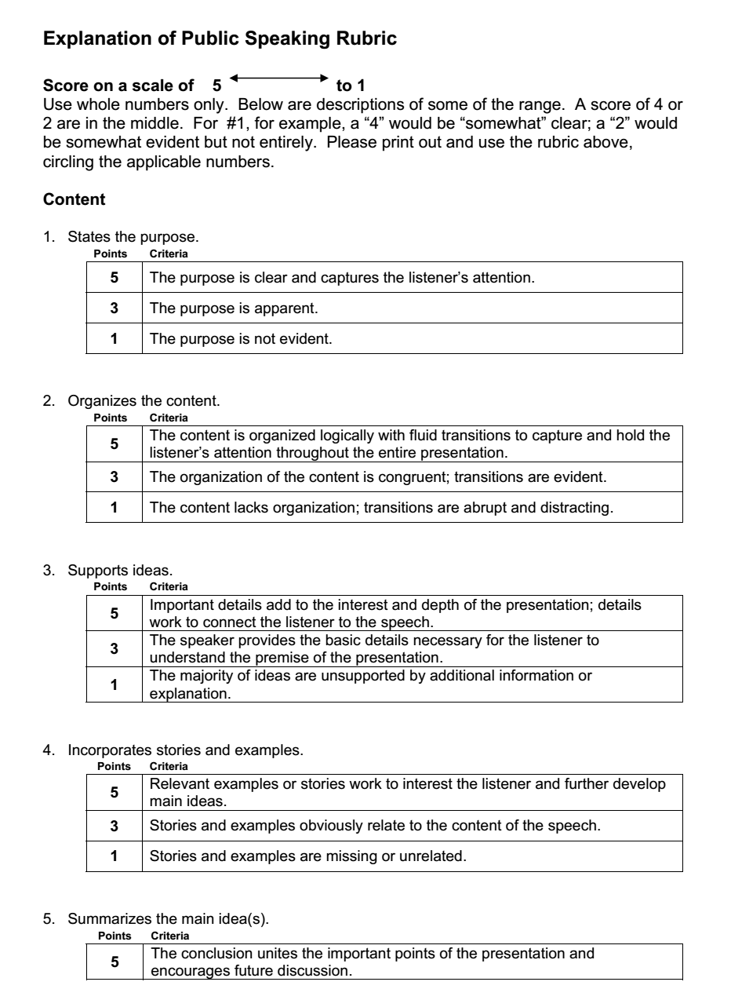 Explanation of Public Speaking Rubric
Score on a scale of 5 to 1
Use whole numbers only. Below are descriptions of some of the range. A score of 4 or
2 are in the middle. For #1, for example, a “4” would be “somewhat” clear; a “2” would
be somewhat evident but not entirely. Please print out and use the rubric above,
circling the applicable numbers.
Content
1. States the purpose.
Points Criteria
5 The purpose is clear and captures the listener’s attention.
3 The purpose is apparent.
1 The purpose is not evident.
2. Organizes the content.
Points Criteria
5 The content is organized logically with fluid transitions to capture and hold the
listener’s attention throughout the entire presentation.
3 The organization of the content is congruent; transitions are evident.
1 The content lacks organization; transitions are abrupt and distracting.
3. Supports ideas.
Points Criteria
5 Important details add to the interest and depth of the presentation; details
work to connect the listener to the speech.
3 The speaker provides the basic details necessary for the listener to
understand the premise of the presentation.
1 The majority of ideas are unsupported by additional information or
explanation.
4. Incorporates stories and examples.
Points Criteria
5 Relevant examples or stories work to interest the listener and further develop
main ideas.
3 Stories and examples obviously relate to the content of the speech.
1 Stories and examples are missing or unrelated.
5. Summarizes the main idea(s).
Points Criteria
5 The conclusion unites the important points of the presentation and
encourages future discussion.